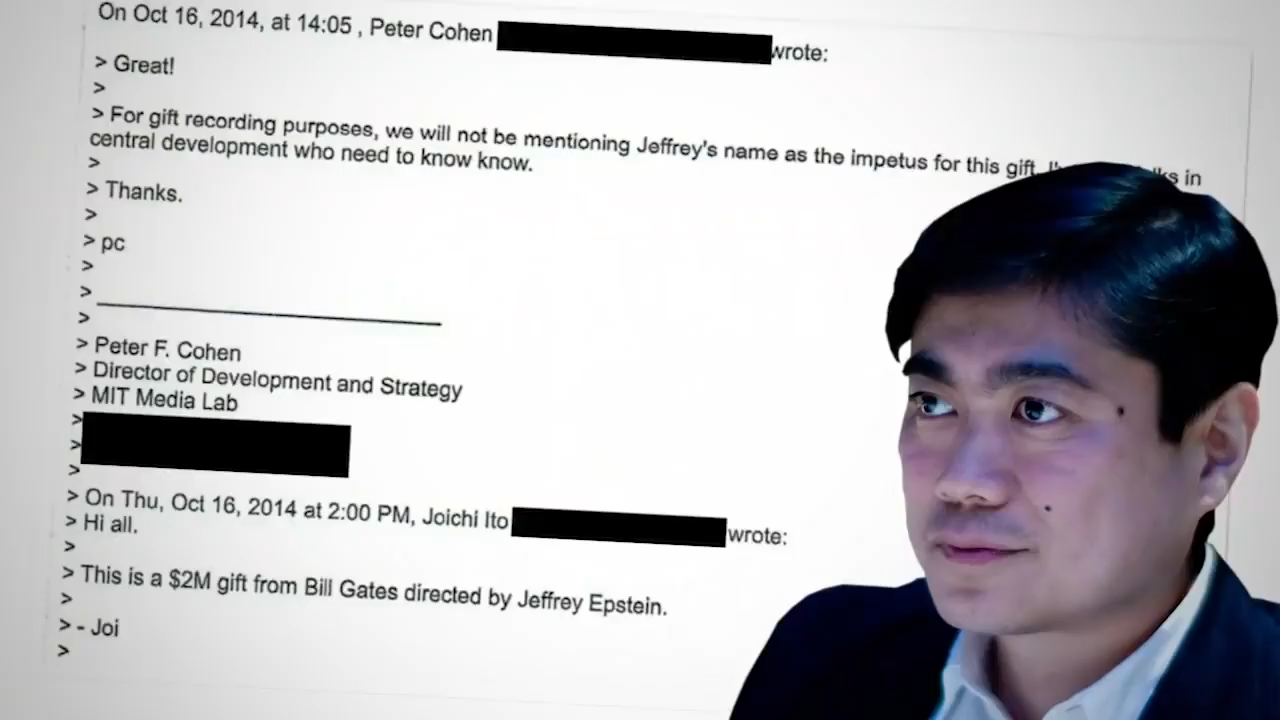 On Oct 16, 2014, at 14:05 , Peter Cohen wrote:
> Great!
>
> For gift recording purposes, we will not be mentioning Jeffrey's name as the impetus for this gift. in
central development who need to know know.
>
> Thanks.
>
> pc
>
> ____________________
>
> Peter F. Cohen
> Director of Development and Strategy
> MIT Media Lab
>
>
>
> On Thu, Oct 16, 2014 at 2:00 PM, Joichi Ito wrote:
> Hi all.
>
> This is a $2M gift from Bill Gates directed by Jeffrey Epstein.
>
> - Joi
>